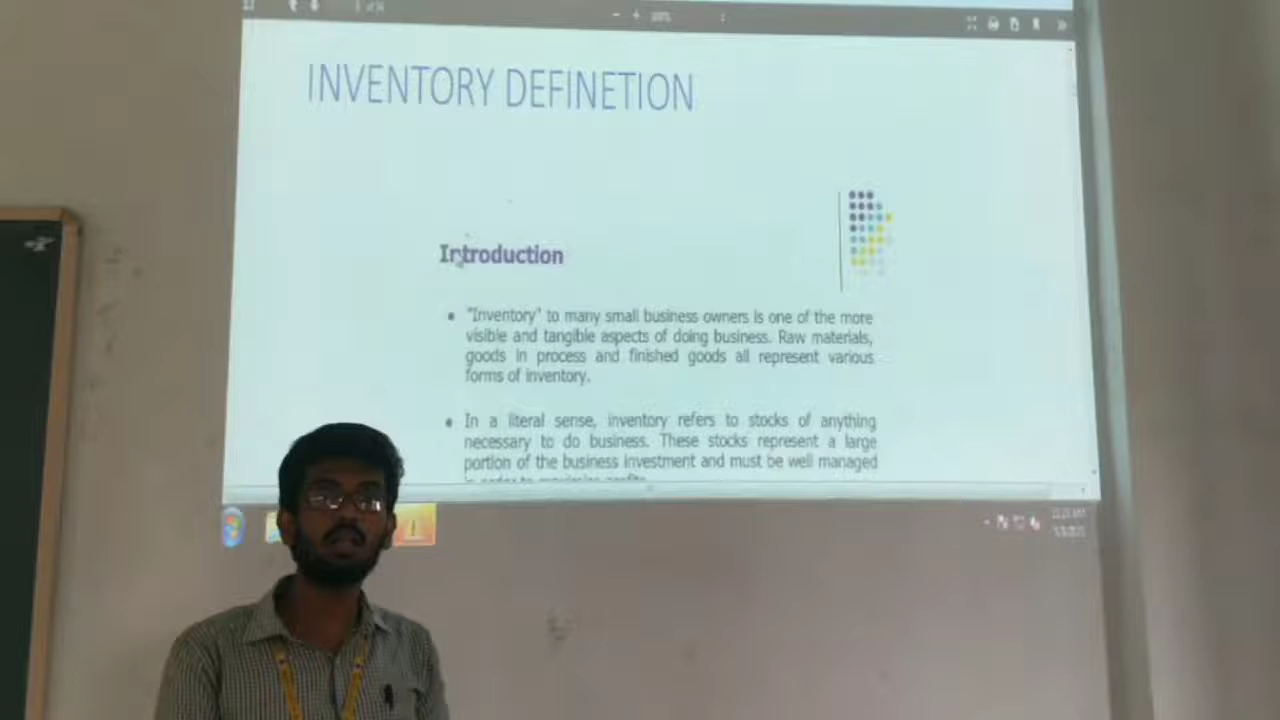 INVENTORY DEFINETION
Introduction
"Inventory" to many small business owners is one of the more
visible and tangible aspects of doing business. Raw materials,
goods in process and finished goods all represent various
forms of inventory.
In a literal sense, inventory refers to stocks of anything
necessary to do business. These stocks represent a large
portion of the business investment and must be well managed